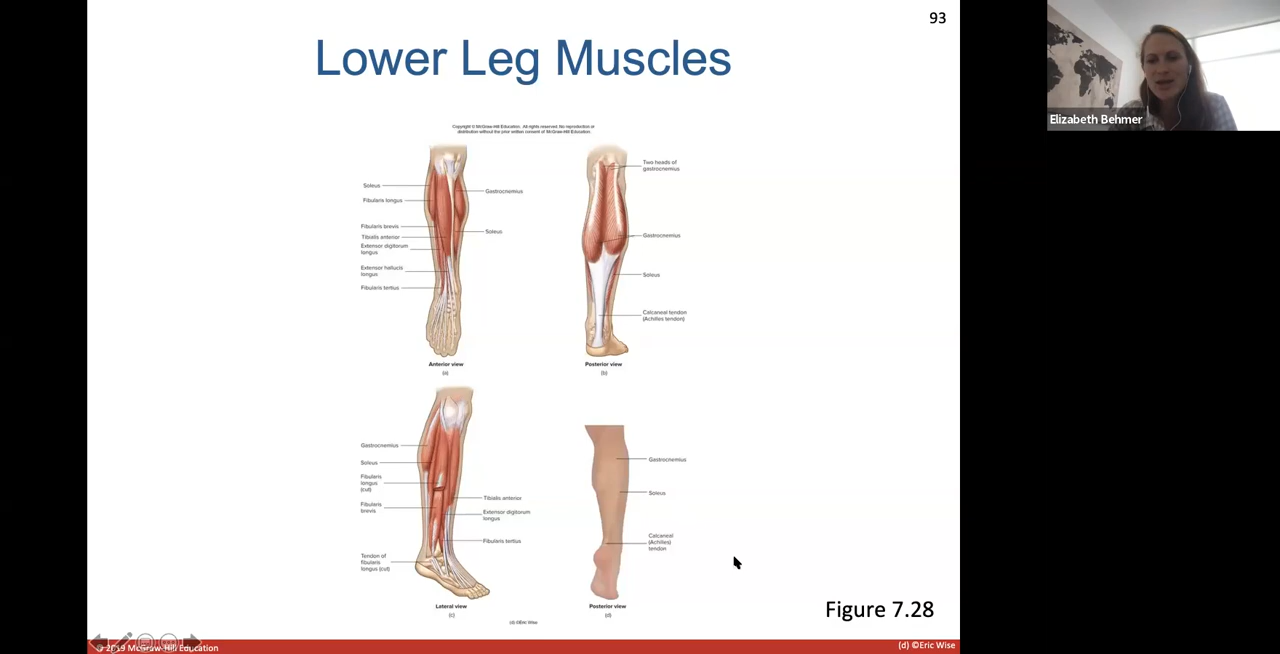 93
Lower Leg Muscles
Elizabeth Behmer
Copyright © McGraw-Hill Education. All rights reserved. No reproduction or
distribution without the prior written consent of McGraw-Hill Education.
Soleus
Fibularis longus
Fibularis brevis
Tibialis anterior
Extensor digitorum
longus
Extensor hallucis
longus
Fibularis tertius
Gastrocnemius
Soleus
Anterior view
(a)
Two heads of
gastrocnemius
Gastrocnemius
Soleus
Calcaneal tendon
(Achilles tendon)
Posterior view
(b)
Gastrocnemius
Soleus
Fibularis
longus
(cut)
Fibularis
brevis
Tendon of
fibularis
longus (cut)
Tibialis anterior
Extensor digitorum
longus
Fibularis tertius
Lateral view
(c)
Gastrocnemius
Soleus
Calcaneal
(Achilles)
tendon
Posterior view
(d)
(d) ©Eric Wise
Figure 7.28
2019 McGraw-Hill Education
(d) ©Eric Wise